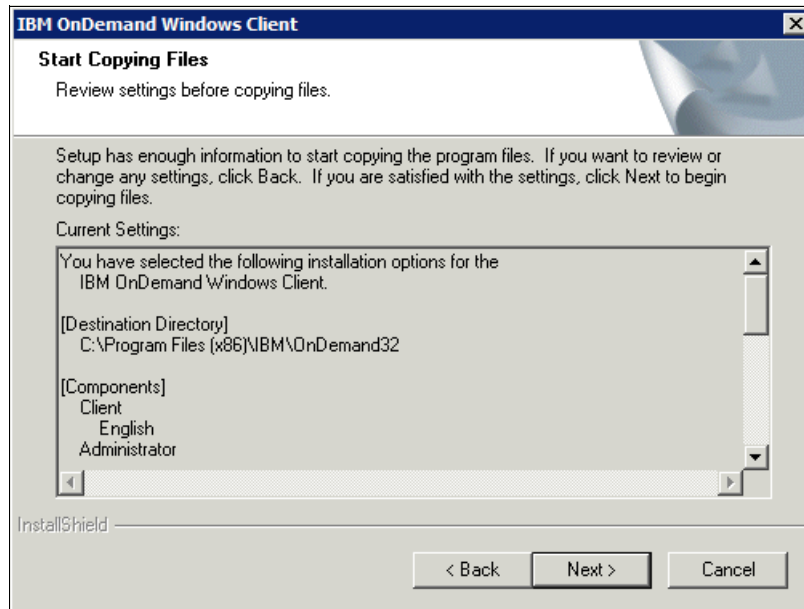 IBM OnDemand Windows Client
Start Copying Files
Review settings before copying files.
Setup has enough information to start copying the program files. If you want to review or
change any settings, click Back. If you are satisfied with the settings, click Next to begin
copying files.
Current Settings:
You have selected the following installation options for the
IBM OnDemand Windows Client.
[Destination Directory]
C:\Program Files (x86)\IBM\OnDemand32
[Components]
Client
English
Administrator
InstallShield
< Back Next > Cancel